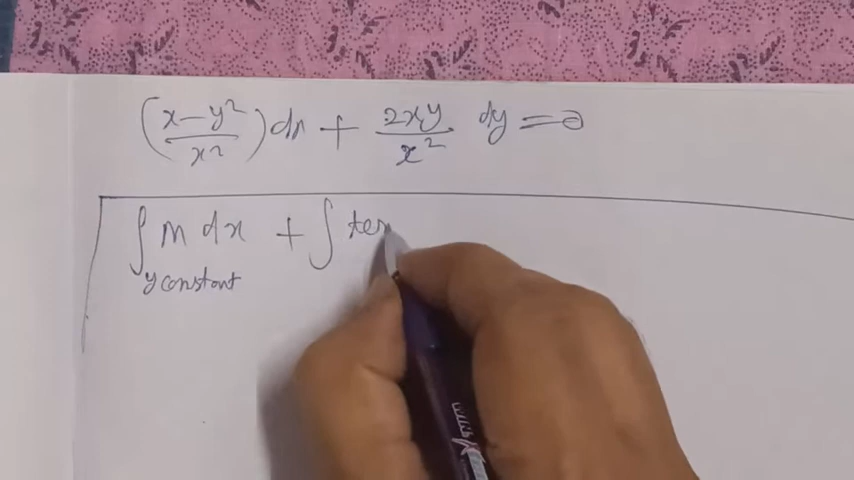 (x-y²/x²)dx + 2xy/x² dy = 0
∫ M dx + ∫ ter
y constant